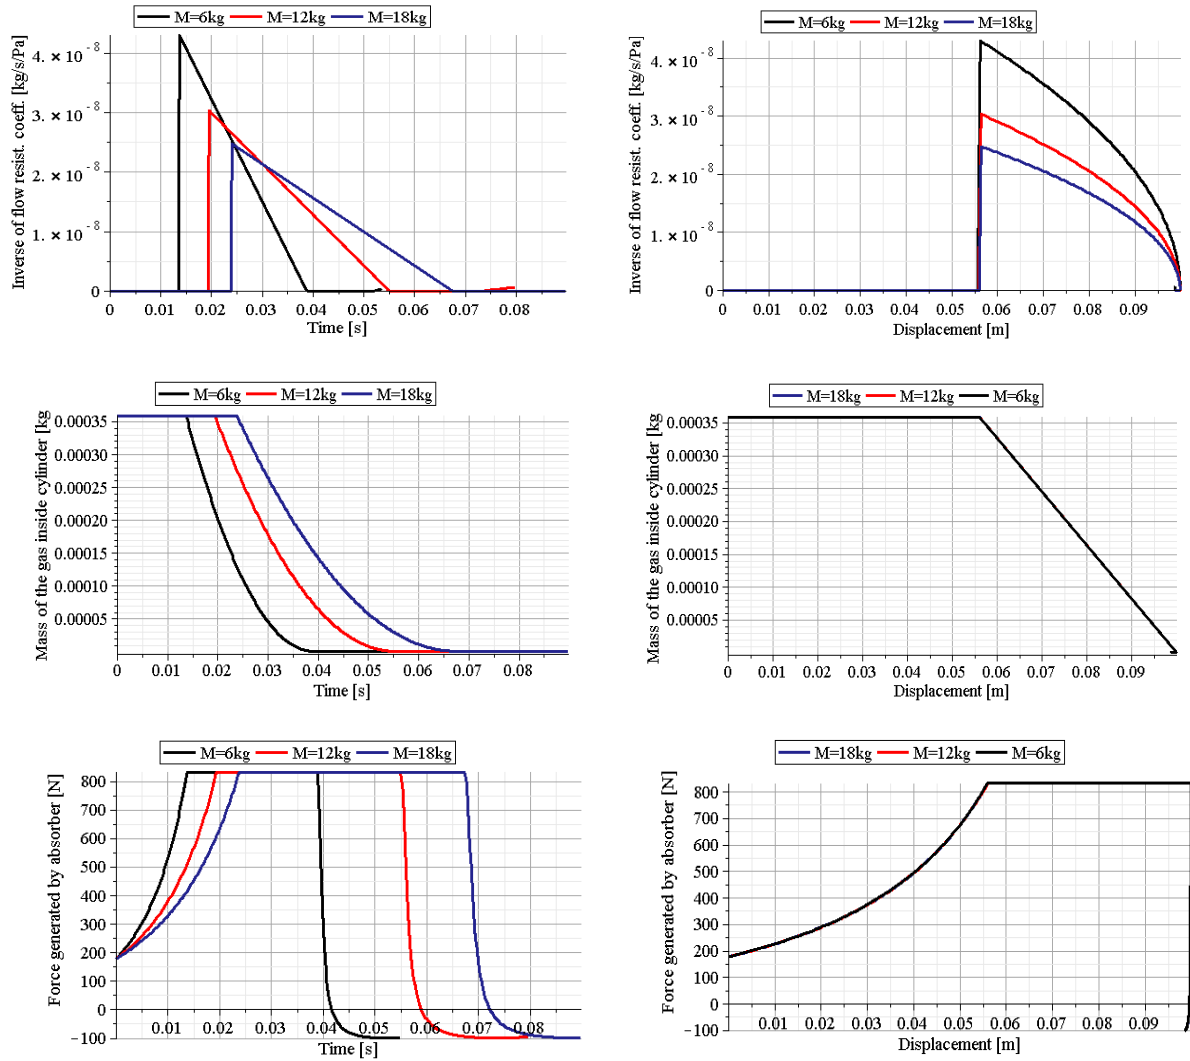 M=6kg M=12kg M=18kg
Inverse of flow resist. coeff. [kg/s/Pa]
4. × 10⁻⁸
3. × 10⁻⁸
2. × 10⁻⁸
1. × 10⁻⁸
0
0 0.01 0.02 0.03 0.04 0.05 0.06 0.07 0.08
Time [s]
M=6kg M=12kg M=18kg
Inverse of flow resist. coeff. [kg/s/Pa]
4. × 10⁻⁸
3. × 10⁻⁸
2. × 10⁻⁸
1. × 10⁻⁸
0
0 0.01 0.02 0.03 0.04 0.05 0.06 0.07 0.08 0.09
Displacement [m]
M=6kg M=12kg M=18kg
Mass of the gas inside cylinder [kg
0.00035
0.00030
0.00025
0.00020
0.00015
0.00010
0.00005
0 0.01 0.02 0.03 0.04 0.05 0.06 0.07 0.08
Time [s]
M=18kg M=12kg M=6kg
Mass of the gas inside cylinder [kg
0.00035
0.00030
0.00025
0.00020
0.00015
0.00010
0.00005
0 0.01 0.02 0.03 0.04 0.05 0.06 0.07 0.08 0.09
Displacement [m]
M=6kg M=12kg M=18kg
Force generated by absorber [N]
800
700
600
500
400
300
200
100
0
−100
0.01 0.02 0.03 0.04 0.05 0.06 0.07 0.08
Time [s]
M=18kg M=12kg M=6kg
Force generated by absorber [N]
800
700
600
500
400
300
200
100
0
−100
0.01 0.02 0.03 0.04 0.05 0.06 0.07 0.08 0.09
Displacement [m]